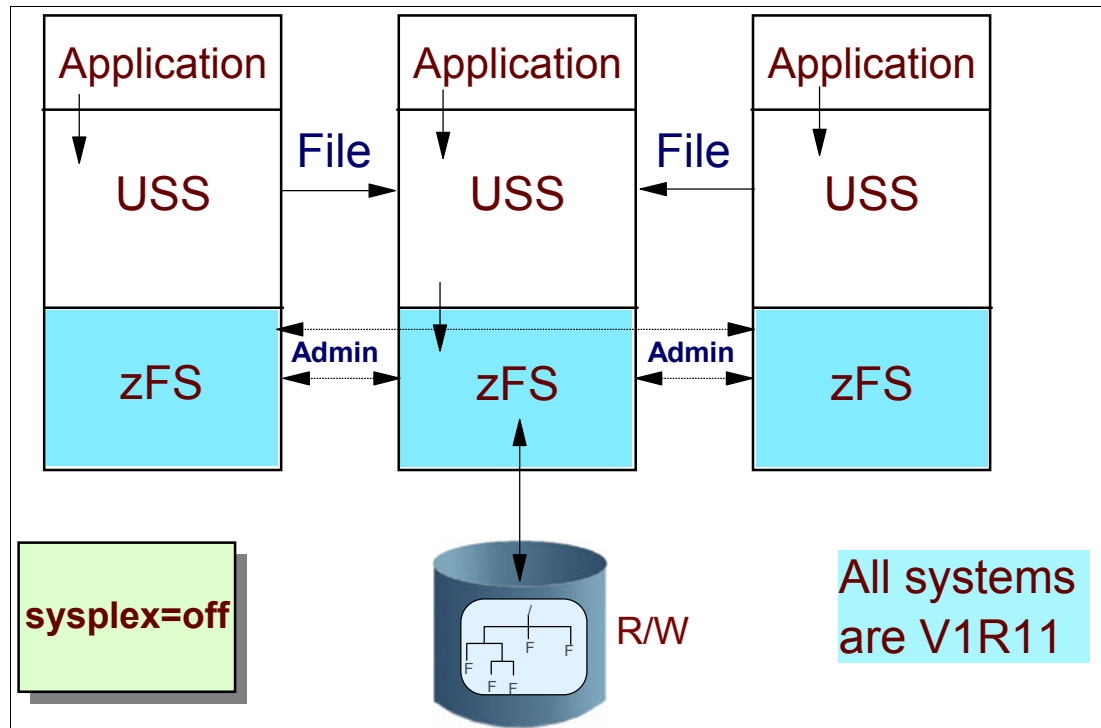 Application
Application
Application
File
File
USS
USS
USS
Admin
Admin
zFS
zFS
zFS
sysplex=off
/
F
F
F
F
F
R/W
All systems
are V1R11